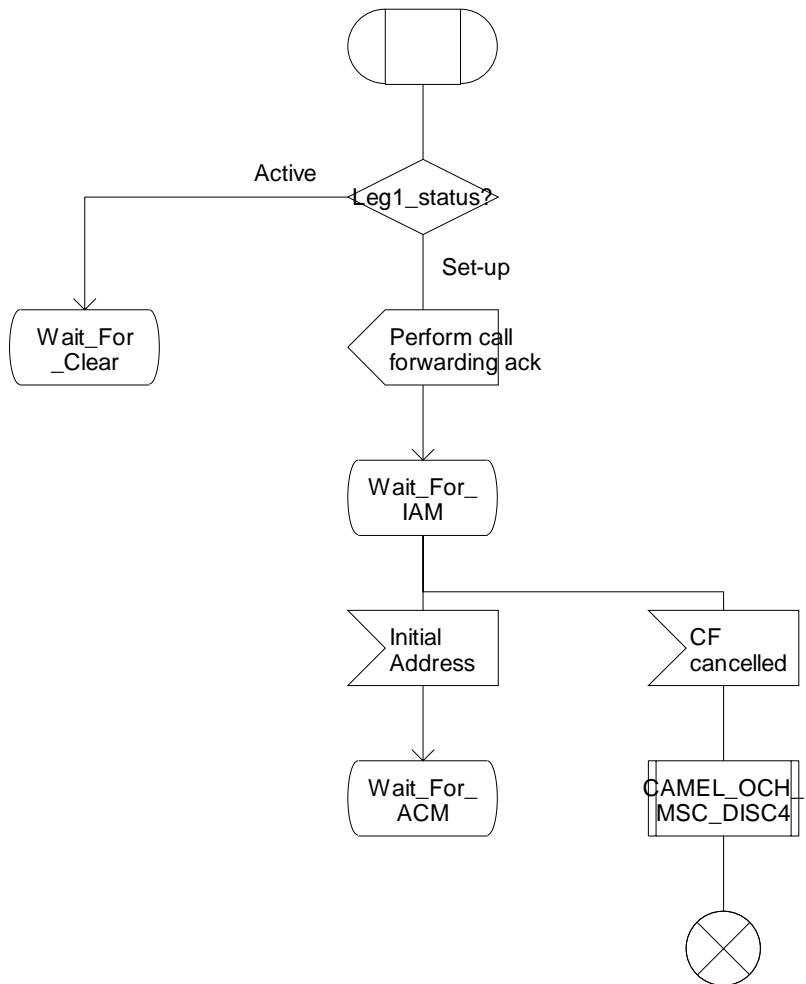 Leg1_status?
Active
Set-up
Wait_For
_Clear
Perform call
forwarding ack
Wait_For_
IAM
Initial
Address
CF
cancelled
Wait_For_
ACM
CAMEL_OCH_
MSC_DISC4